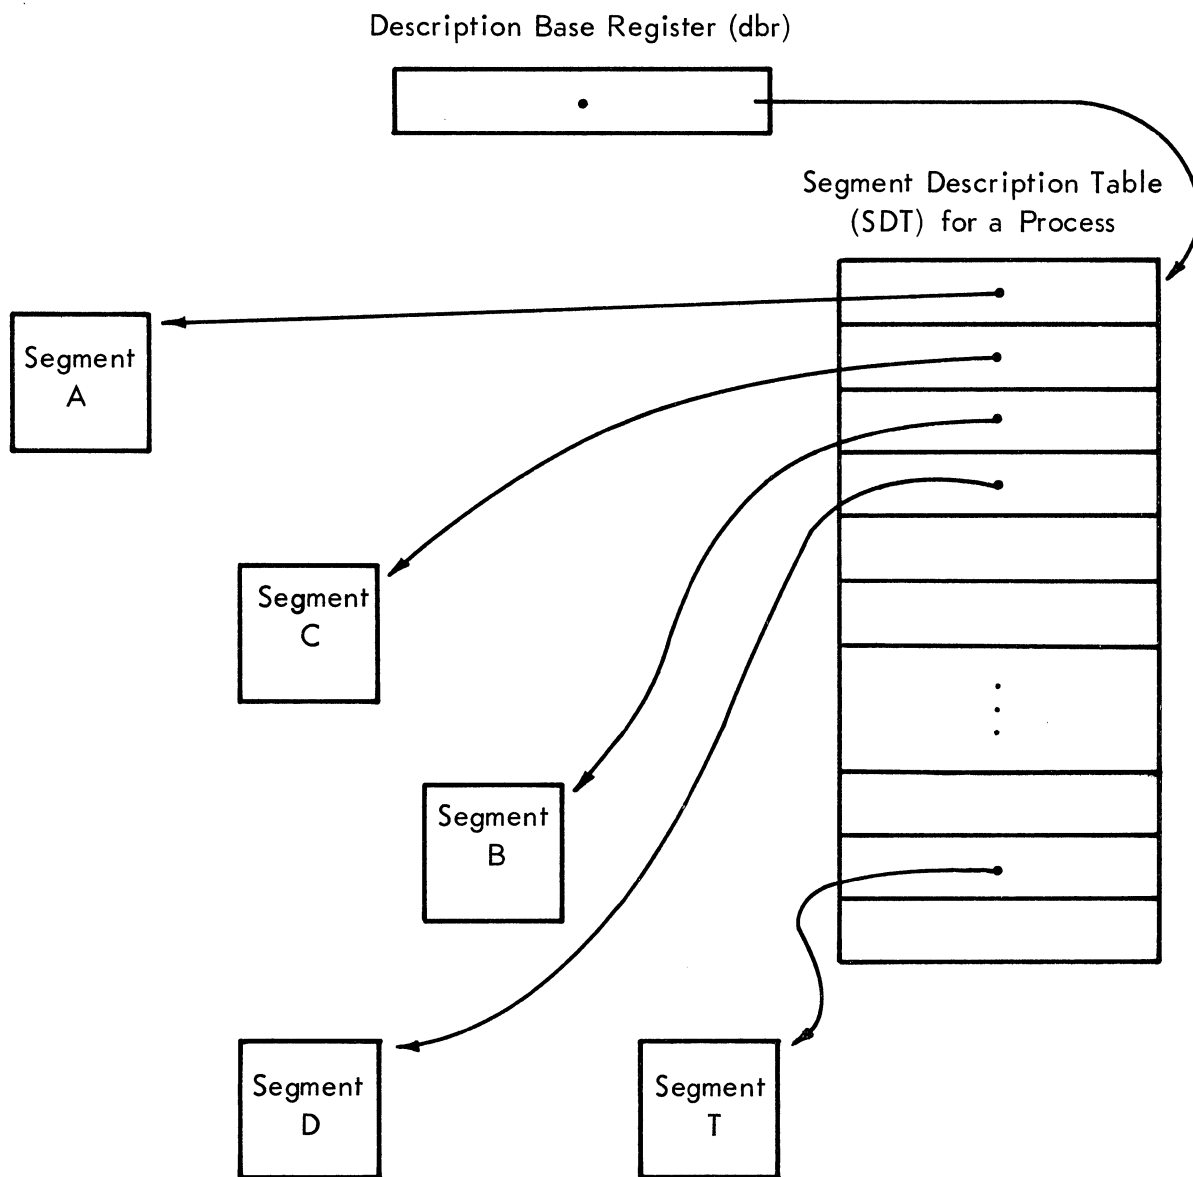 Description Base Register (dbr)
Segment Description Table
(SDT) for a Process
Segment
A
Segment
C
Segment
B
Segment
D
Segment
T